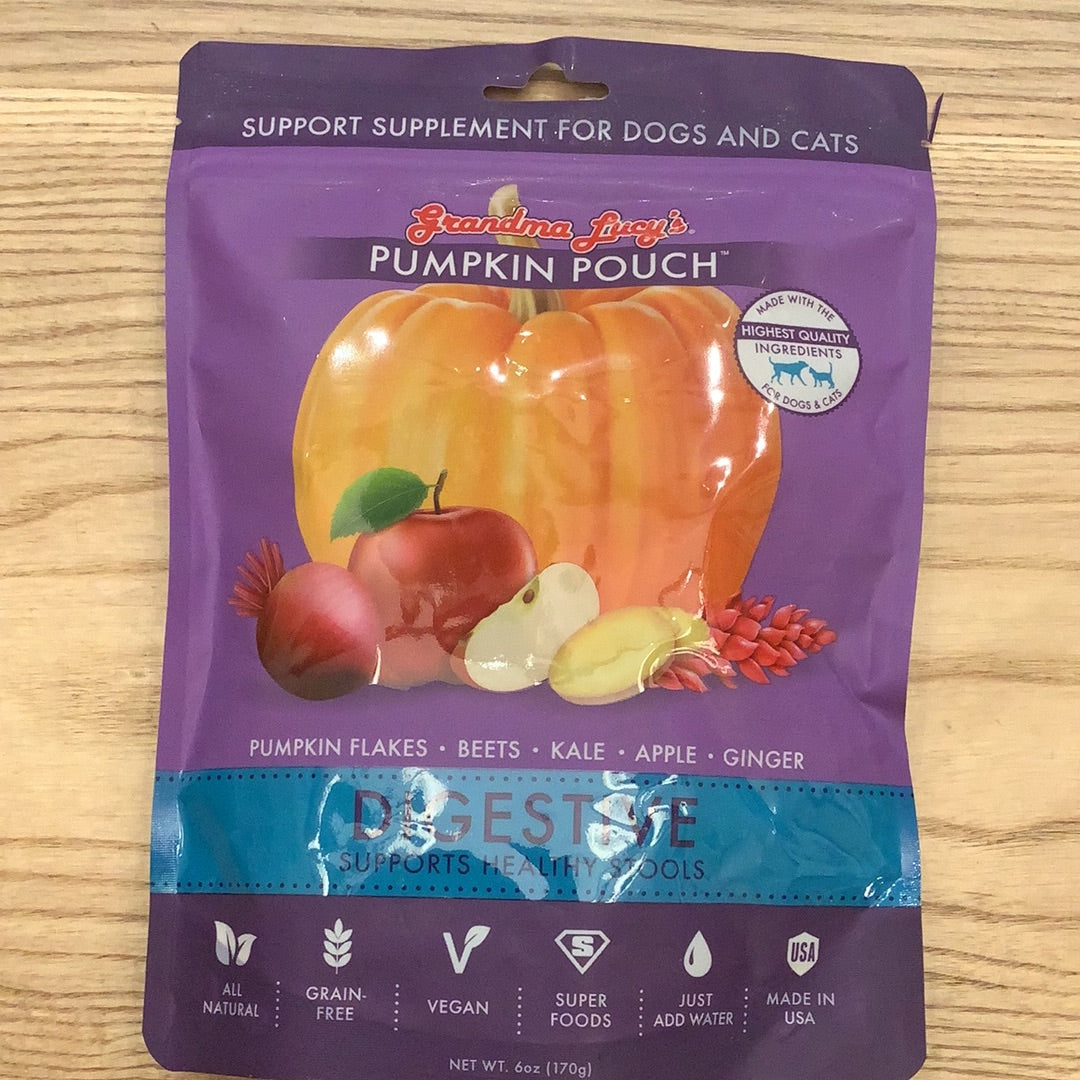 SUPPORT SUPPLEMENT FOR DOGS AND CATS
Grandma Lucy's
PUMPKIN POUCH™
MADE WITH THE
HIGHEST QUALITY
INGREDIENTS
FOR DOGS & CATS
PUMPKIN FLAKES • BEETS • KALE • APPLE • GINGER
DIGESTIVE
SUPPORTS HEALTHY STOOLS
S
USA
ALL
NATURAL
GRAIN-
FREE
VEGAN
SUPER
FOODS
JUST
ADD WATER
MADE IN
USA
NET WT. 6oz (170g)